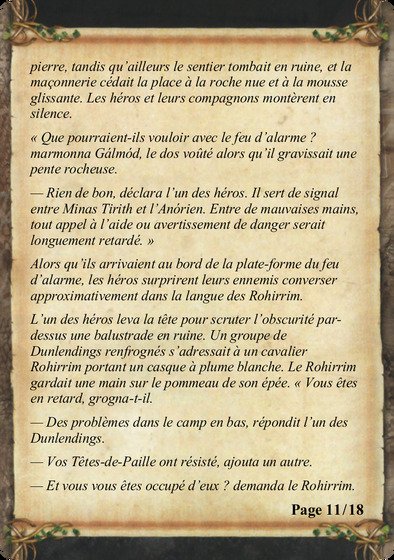 pierre, tandis qu'ailleurs le sentier tombait en ruine, et la
maçonnerie cédait la place à la roche nue et à la mousse
glissante. Les héros et leurs compagnons montèrent en
silence.
« Que pourraient-ils vouloir avec le feu d'alarme ?
marmonna Gálmód, le dos voûté alors qu'il gravissait une
pente rocheuse.
— Rien de bon, déclara l'un des héros. Il sert de signal
entre Minas Tirith et l'Anórien. Entre de mauvaises mains,
tout appel à l'aide ou avertissement de danger serait
longuement retardé. »
Alors qu'ils arrivaient au bord de la plate-forme du feu
d'alarme, les héros surprirent leurs ennemis converser
approximativement dans la langue des Rohirrim.
L'un des héros leva la tête pour scruter l'obscurité par-
dessus une balustrade en ruine. Un groupe de
Dunlendings renfrognés s'adressait à un cavalier
Rohirrim portant un casque à plume blanche. Le Rohirrim
gardait une main sur le pommeau de son épée. « Vous êtes
en retard, grogna-t-il.
— Des problèmes dans le camp en bas, répondit l'un des
Dunlendings.
— Vos Têtes-de-Paille ont résisté, ajouta un autre.
— Et vous vous êtes occupé d'eux ? demanda le Rohirrim.
Page 11/18